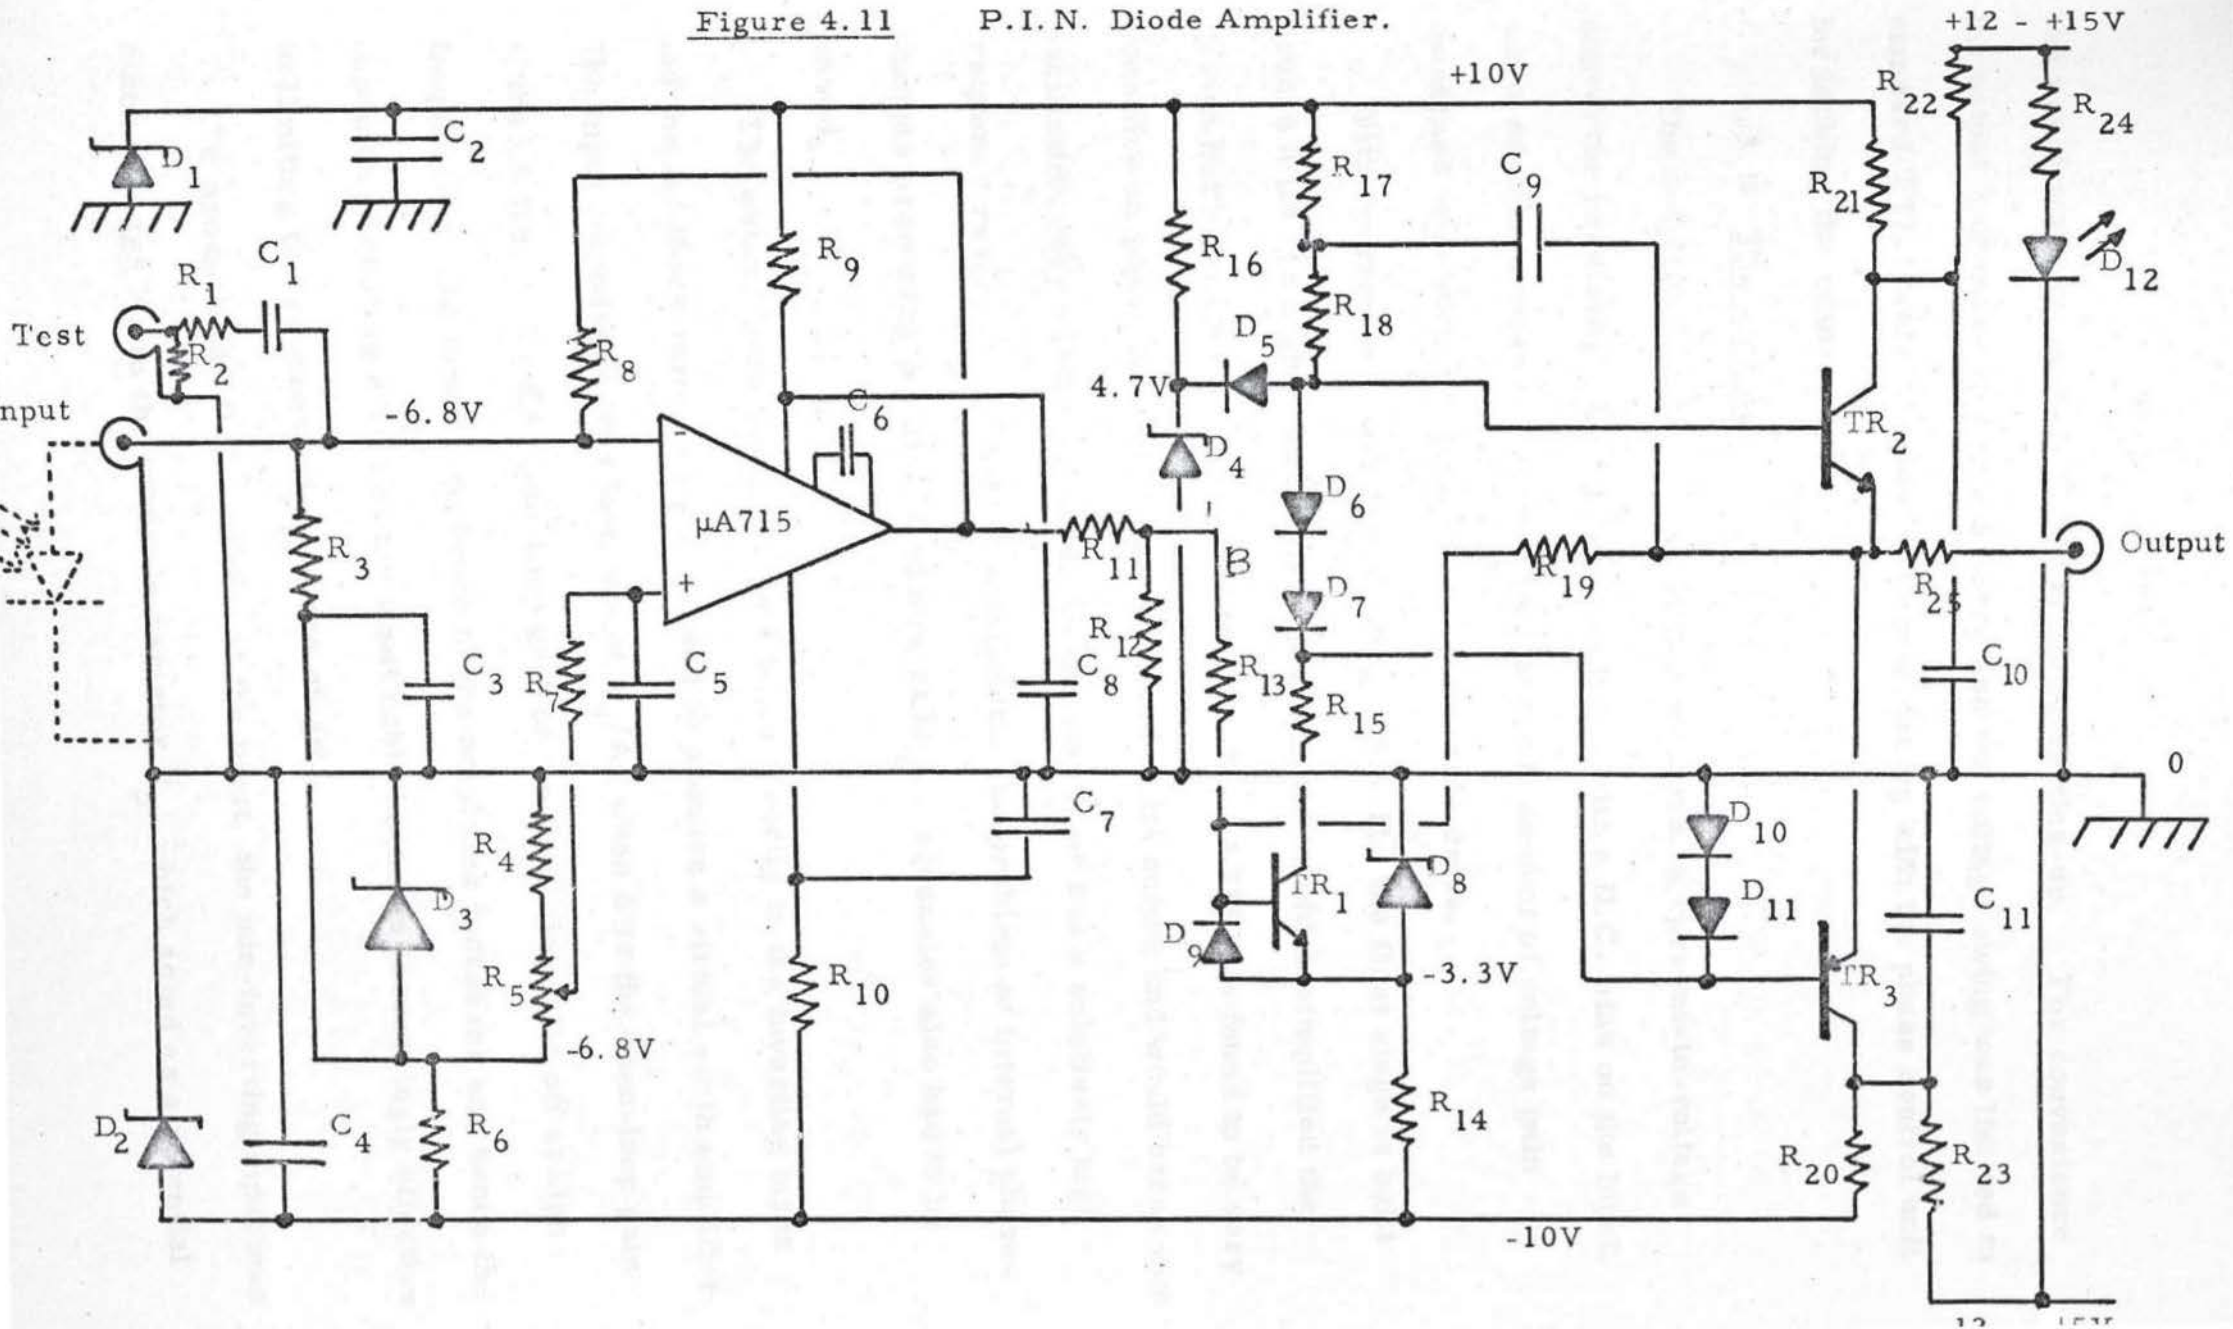 Figure 4.11 P.I.N. Diode Amplifier.
+12 - +15V
+10V
R22
R24
C2
D1
R17
C9
R21
R9
R16
D12
R1
C1
R18
Test
R2
R8
D5
4.7V
-6.8V
C6
TR2
D4
D6
μA715
-
+
R3
R11
B
D7
R19
R25
Output
R12
C3
R7
C5
C8
R13
R15
C10
0
C7
R4
D10
D3
TR1
D8
D11
C11
D9
R5
R10
-3.3V
TR3
-6.8V
D2
C4
R6
R14
R20
R23
-10V